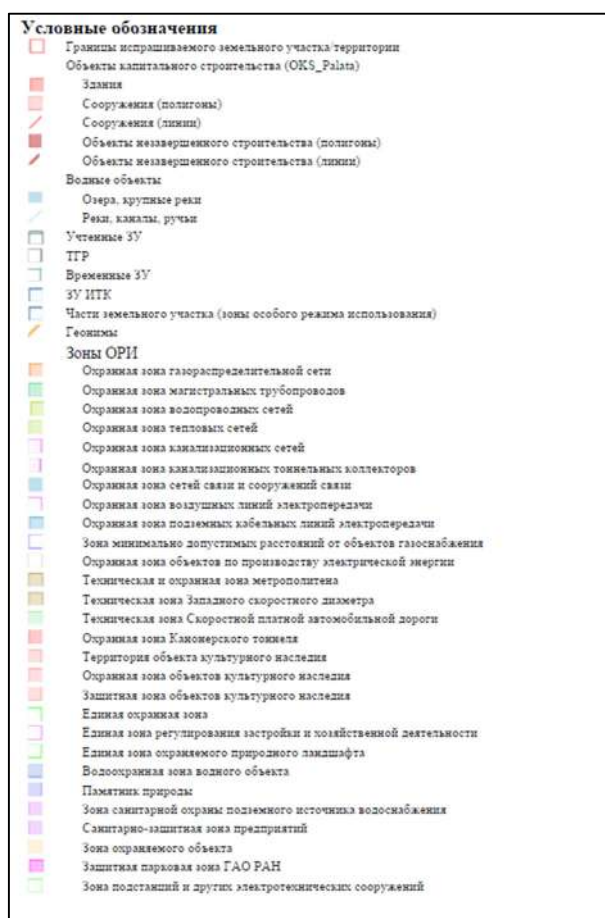 Условные обозначения
Границы испрашиваемого земельного участка/территории
Объекты капитального строительства (OKS_Palata)
Здания
Сооружения (полигоны)
Сооружения (линии)
Объекты незавершенного строительства (полигоны)
Объекты незавершенного строительства (линии)
Водные объекты
Озера, крупные реки
Реки, каналы, ручьи
Учтенные ЗУ
ТГР
Временные ЗУ
ЗУ ИТК
Части земельного участка (зоны особого режима использования)
Геонимы
Зоны ОРИ
Охранная зона газораспределительной сети
Охранная зона магистральных трубопроводов
Охранная зона водопроводных сетей
Охранная зона тепловых сетей
Охранная зона канализационных сетей
Охранная зона канализационных тоннельных коллекторов
Охранная зона сетей связи и сооружений связи
Охранная зона воздушных линий электропередачи
Охранная зона подземных кабельных линий электропередачи
Зона минимально допустимых расстояний от объектов газоснабжения
Охранная зона объектов по производству электрической энергии
Техническая и охранная зона метрополитена
Техническая зона Западного скоростного диаметра
Техническая зона Скоростной платной автомобильной дороги
Охранная зона Канонерского тоннеля
Территория объекта культурного наследия
Охранная зона объектов культурного наследия
Защитная зона объектов культурного наследия
Единая охранная зона
Единая зона регулирования застройки и хозяйственной деятельности
Единая зона охраняемого природного ландшафта
Водоохранная зона водного объекта
Памятник природы
Зона санитарной охраны подземного источника водоснабжения
Санитарно-защитная зона предприятий
Зона охраняемого объекта
Защитная парковая зона ГАО РАН
Зона подстанций и других электротехнических сооружений